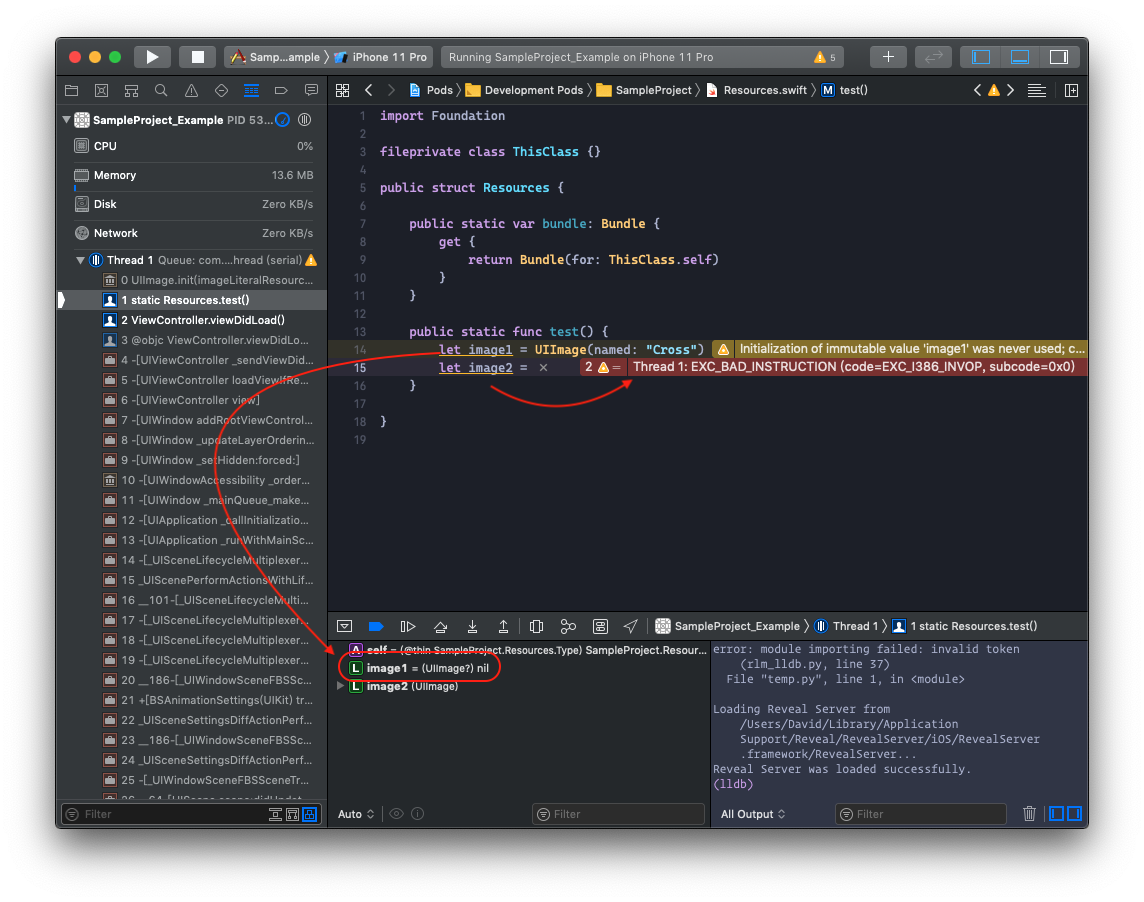 Samp...ample 〉 iPhone 11 Pro
Running SampleProject_Example on iPhone 11 Pro
5
Pods 〉 Development Pods 〉 SampleProject 〉 Resources.swift 〉 M test()
SampleProject_Example PID 53...
CPU 0%
Memory 13.6 MB
Disk Zero KB/s
Network Zero KB/s
Thread 1 Queue: com....hread (serial)
0 UIImage.init(imageLiteralResourc...
1 static Resources.test()
2 ViewController.viewDidLoad()
3 @objc ViewController.viewDidLo...
4 -[UIViewController _sendViewDid...
5 -[UIViewController loadViewIfRe...
6 -[UIViewController view]
7 -[UIWindow addRootViewControl...
8 -[UIWindow _updateLayerOrderin...
9 -[UIWindow _setHidden:forced:]
10 -[UIWindowAccessibility _order...
11 -[UIWindow _mainQueue_make...
12 -[UIApplication _callInitializatio...
13 -[UIApplication _runWithMainSc...
14 -[_UISceneLifecycleMultiplexer...
15 _UIScenePerformActionsWithLif...
16 __101-[_UISceneLifecycleMulti...
17 -[_UISceneLifecycleMultiplexer...
18 -[_UISceneLifecycleMultiplexer...
19 -[_UISceneLifecycleMultiplexer...
20 __186-[_UIWindowSceneFBSSc...
21 +[BSAnimationSettings(UIKit) tr...
22 _UISceneSettingsDiffActionPerf...
23 __186-[_UIWindowSceneFBSSc...
24 _UISceneSettingsDiffActionPerf...
25 -[_UIWindowSceneFBSSceneTr...
Filter
1 import Foundation
2
3 fileprivate class ThisClass {}
4
5 public struct Resources {
6
7 public static var bundle: Bundle {
8 get {
9 return Bundle(for: ThisClass.self)
10 }
11 }
12
13 public static func test() {
14 let image1 = UIImage(named: "Cross") Initialization of immutable value 'image1' was never used; c...
15 let image2 = × 2 = Thread 1: EXC_BAD_INSTRUCTION (code=EXC_I386_INVOP, subcode=0x0)
16 }
17
18 }
19
SampleProject_Example 〉 Thread 1 〉 1 static Resources.test()
A self = (@thin SampleProject.Resources.Type) SampleProject.Resour...
L image1 = (UIImage?) nil
L image2 (UIImage)
Auto
Filter
error: module importing failed: invalid token
(rlm_lldb.py, line 37)
File "temp.py", line 1, in <module>
Loading Reveal Server from
/Users/David/Library/Application
Support/Reveal/RevealServer/iOS/RevealServer
.framework/RevealServer...
Reveal Server was loaded successfully.
(lldb)
All Output
Filter